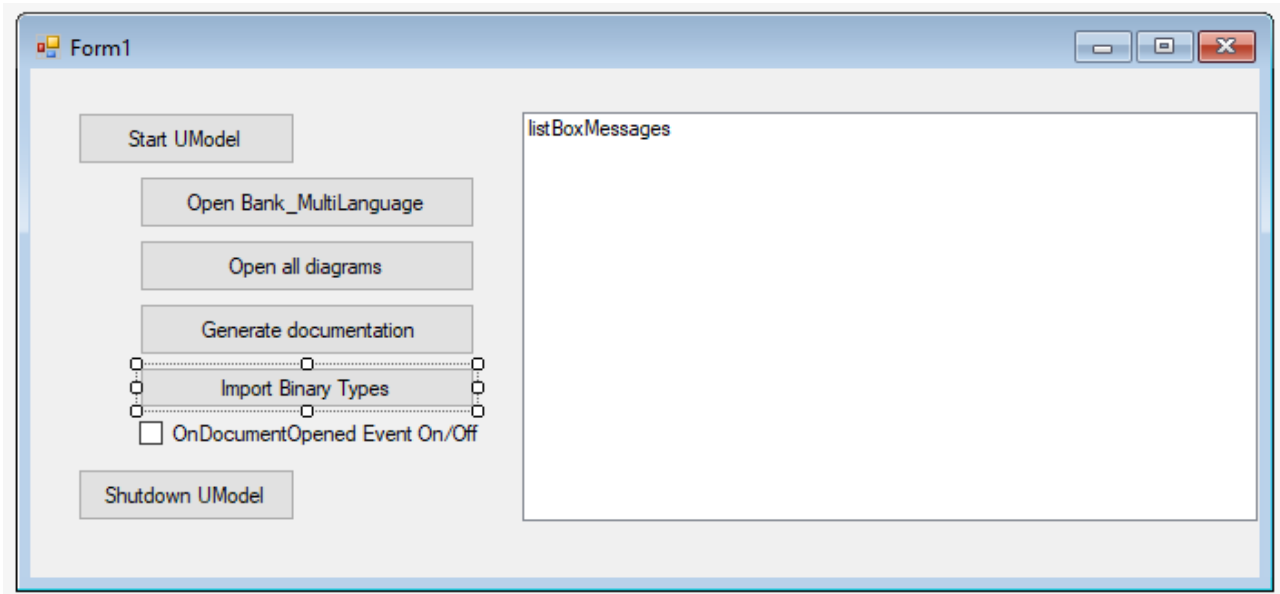 Form1
Start UModel
listBoxMessages
Open Bank_MultiLanguage
Open all diagrams
Generate documentation
Import Binary Types
OnDocumentOpened Event On/Off
Shutdown UModel